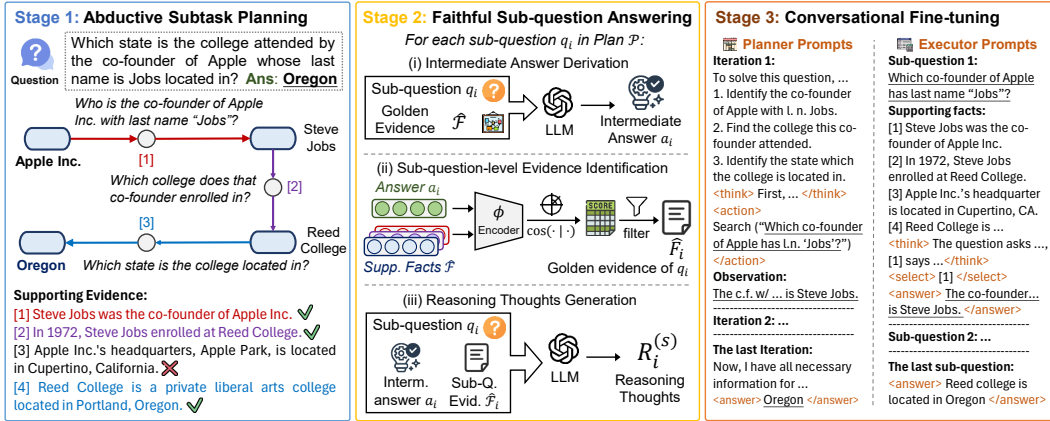 Stage 1: Abductive Subtask Planning
Question
Which state is the college attended by
the co-founder of Apple whose last
name is Jobs located in? Ans: Oregon
Who is the co-founder of Apple
Inc. with last name “Jobs”?
Apple Inc.
[1]
Steve
Jobs
Which college does that
co-founder enrolled in?
[2]
[3]
Reed
College
Oregon
Which state is the college located in?
Supporting Evidence:
[1] Steve Jobs was the co-founder of Apple Inc.
[2] In 1972, Steve Jobs enrolled at Reed College.
[3] Apple Inc.'s headquarters, Apple Park, is located
in Cupertino, California.
[4] Reed College is a private liberal arts college
located in Portland, Oregon.
Stage 2: Faithful Sub-question Answering
For each sub-question qᵢ in Plan 𝒫:
(i) Intermediate Answer Derivation
Sub-question qᵢ
Golden
Evidence
ℱ̂
LLM
Intermediate
Answer aᵢ
(ii) Sub-question-level Evidence Identification
Answer aᵢ
Supp. Facts ℱ̂
ϕ
Encoder
cos(· | ·)
SCORE
filter
F̂ᵢ
Golden evidence of qᵢ
(iii) Reasoning Thoughts Generation
Sub-question qᵢ
Interm.
answer aᵢ
Sub-Q.
Evid. ℱ̂ᵢ
LLM
Rᵢ⁽ˢ⁾
Reasoning
Thoughts
Stage 3: Conversational Fine-tuning
Planner Prompts
Iteration 1:
To solve this question, ...
1. Identify the co-founder
of Apple with l. n. Jobs.
2. Find the college this co-
founder attended.
3. Identify the state which
the college is located in.
<think> First, ... </think>
<action>
Search (“Which co-founder
of Apple has l.n. ‘Jobs’?”)
</action>
Observation:
The c.f. w/ ... is Steve Jobs.
Iteration 2: ...
The last Iteration:
Now, I have all necessary
information for ...
<answer> Oregon </answer>
Executor Prompts
Sub-question 1:
Which co-founder of Apple
has last name “Jobs”?
Supporting facts:
[1] Steve Jobs was the co-
founder of Apple Inc.
[2] In 1972, Steve Jobs
enrolled at Reed College.
[3] Apple Inc.'s headquarter
is located in Cupertino, CA.
[4] Reed College is ...
<think> The question asks ...,
[1] says ...</think>
<select> [1] </select>
<answer> The co-founder...
is Steve Jobs. </answer>
Sub-question 2: ...
The last sub-question:
<answer> Reed college is
located in Oregon </answer>